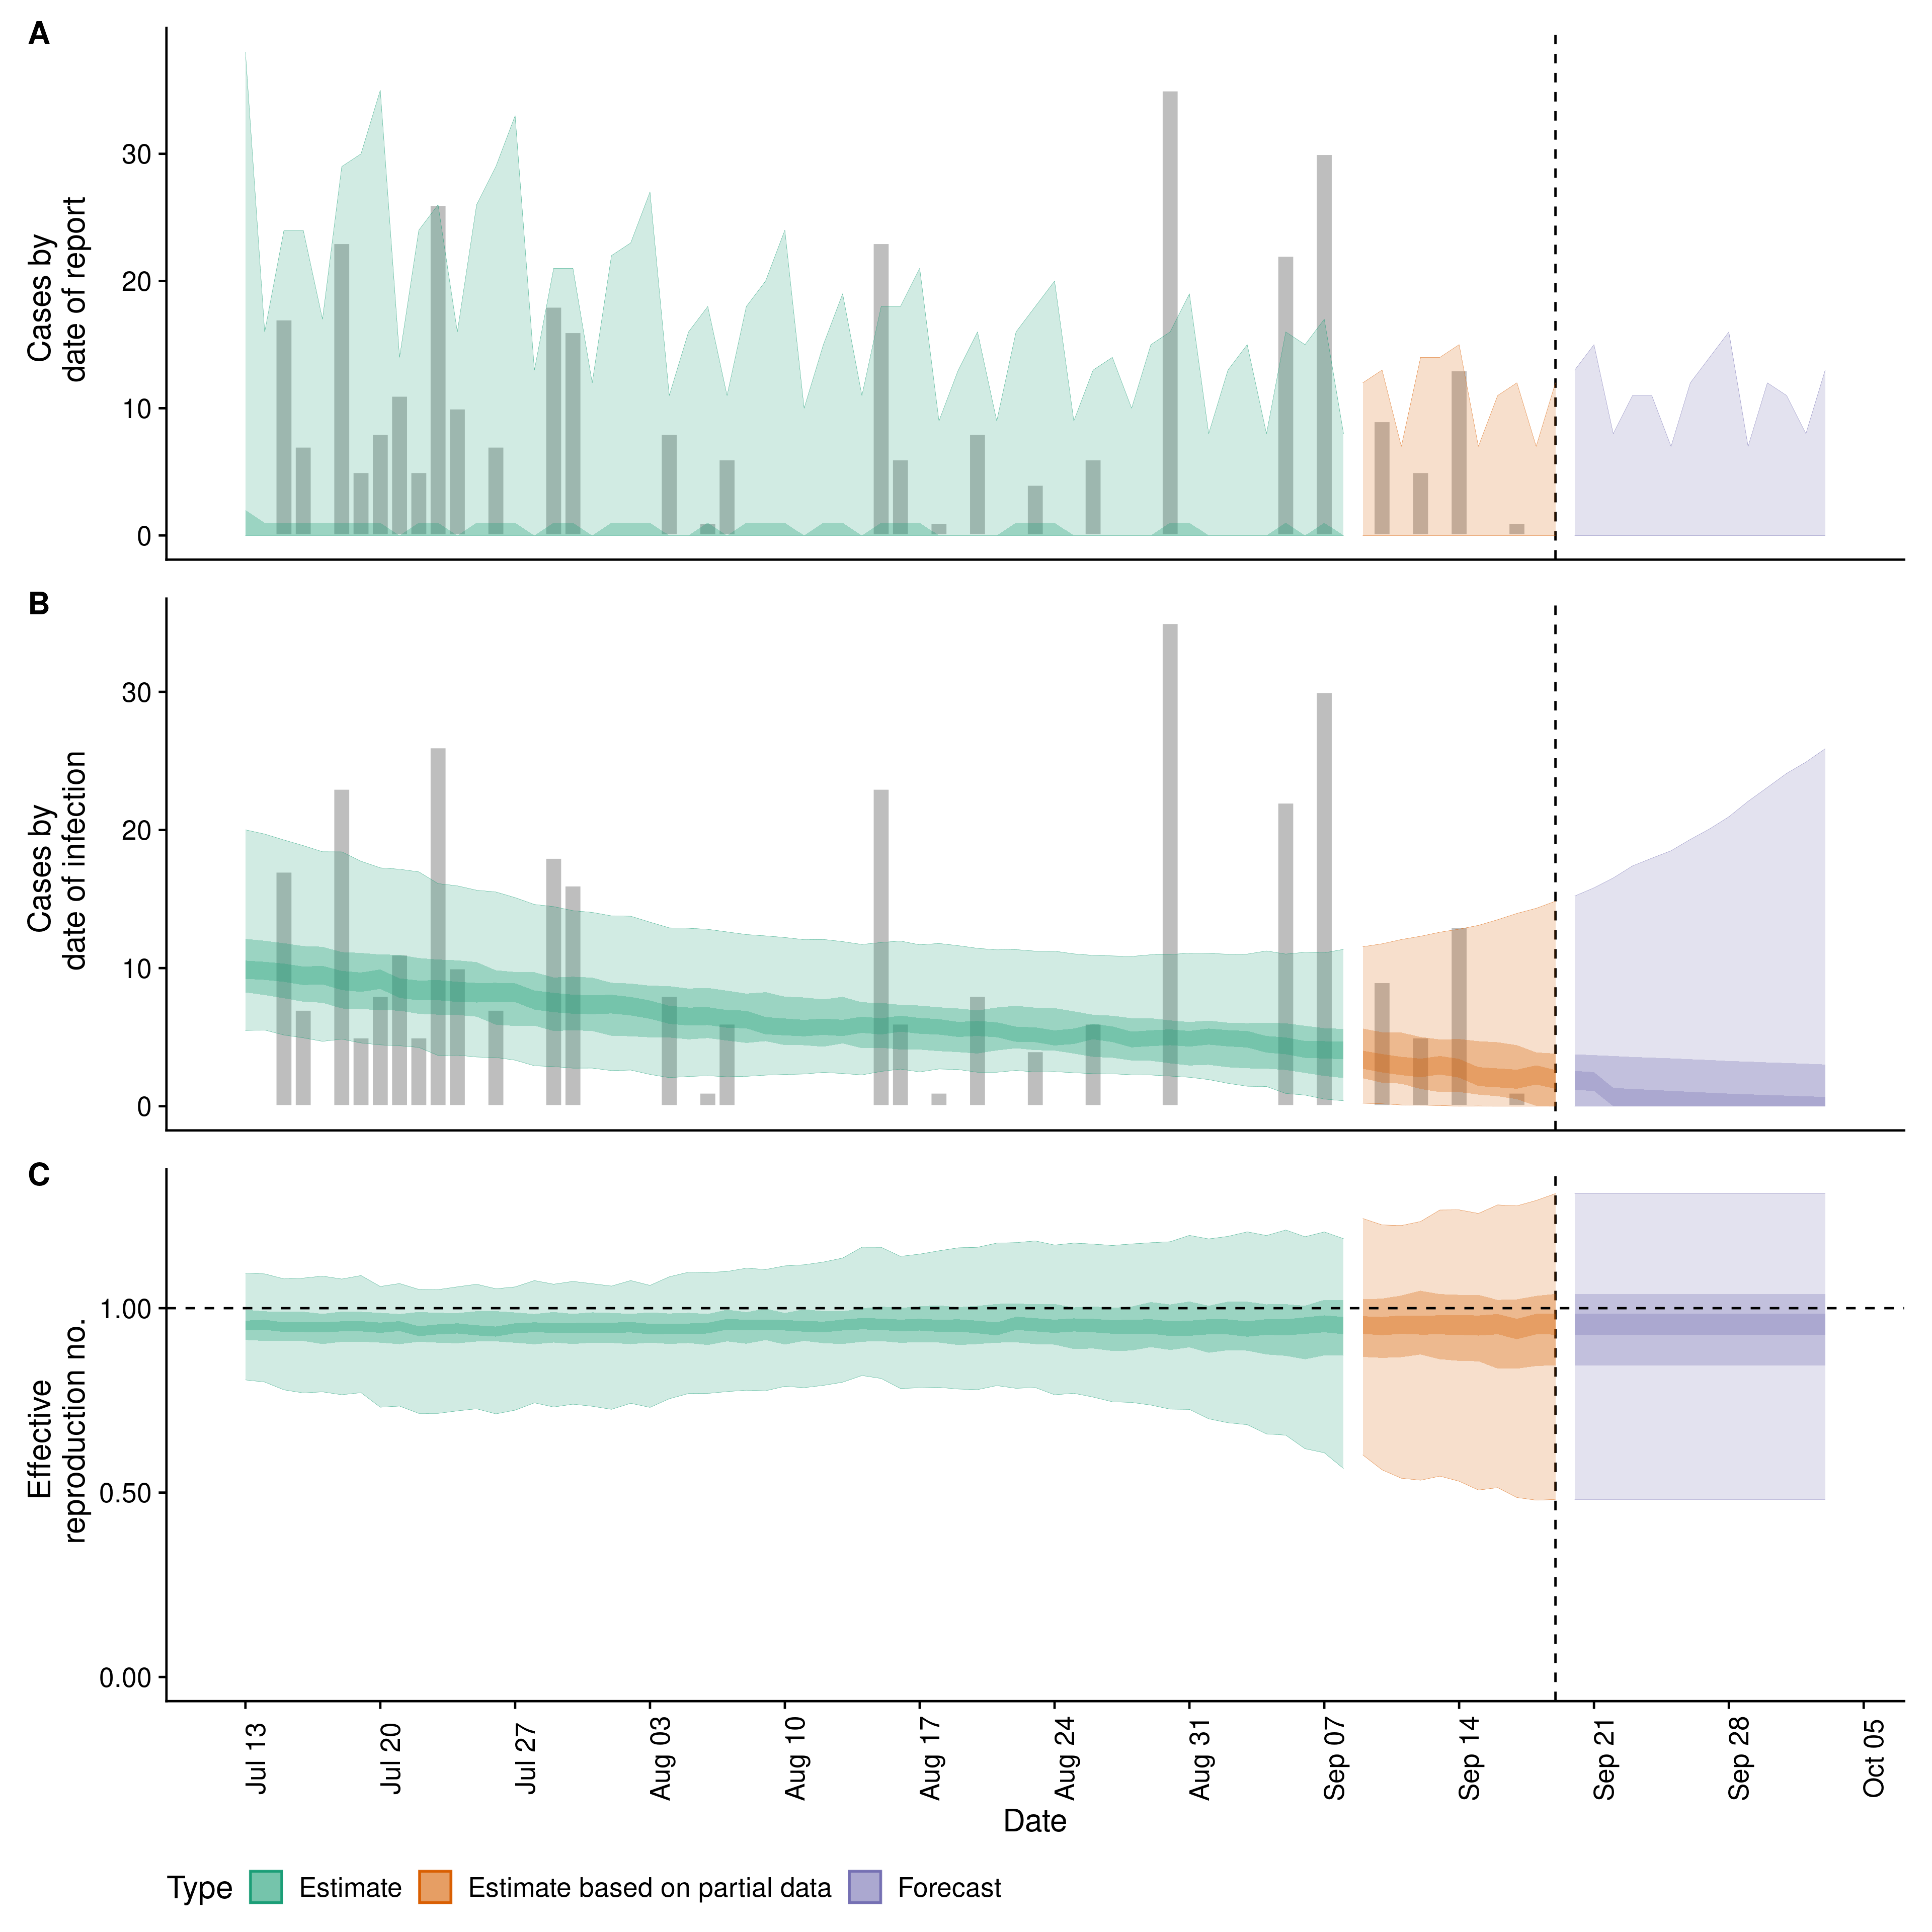 A
Cases by
date of report
30
20
10
0
B
Cases by
date of infection
30
20
10
0
C
Effective
reproduction no.
1.00
0.50
0.00
Jul 13
Jul 20
Jul 27
Aug 03
Aug 10
Aug 17
Aug 24
Aug 31
Sep 07
Sep 14
Sep 21
Sep 28
Oct 05
Date
Type Estimate Estimate based on partial data Forecast